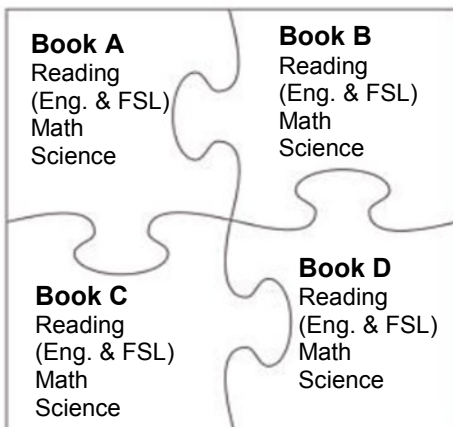 Book A
Reading
(Eng. & FSL)
Math
Science
Book B
Reading
(Eng. & FSL)
Math
Science
Book C
Reading
(Eng. & FSL)
Math
Science
Book D
Reading
(Eng. & FSL)
Math
Science